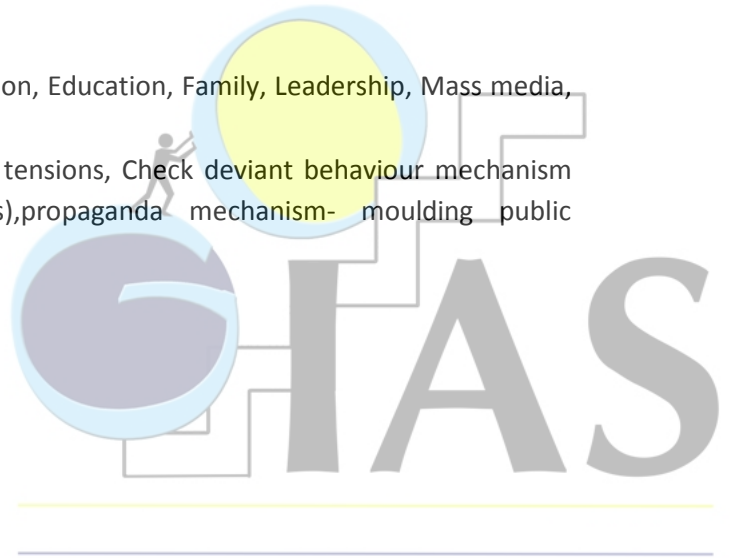 on, Education, Family, Leadership, Mass media,
tensions, Check deviant behaviour mechanism
s),propaganda mechanism- moulding public
GIAS